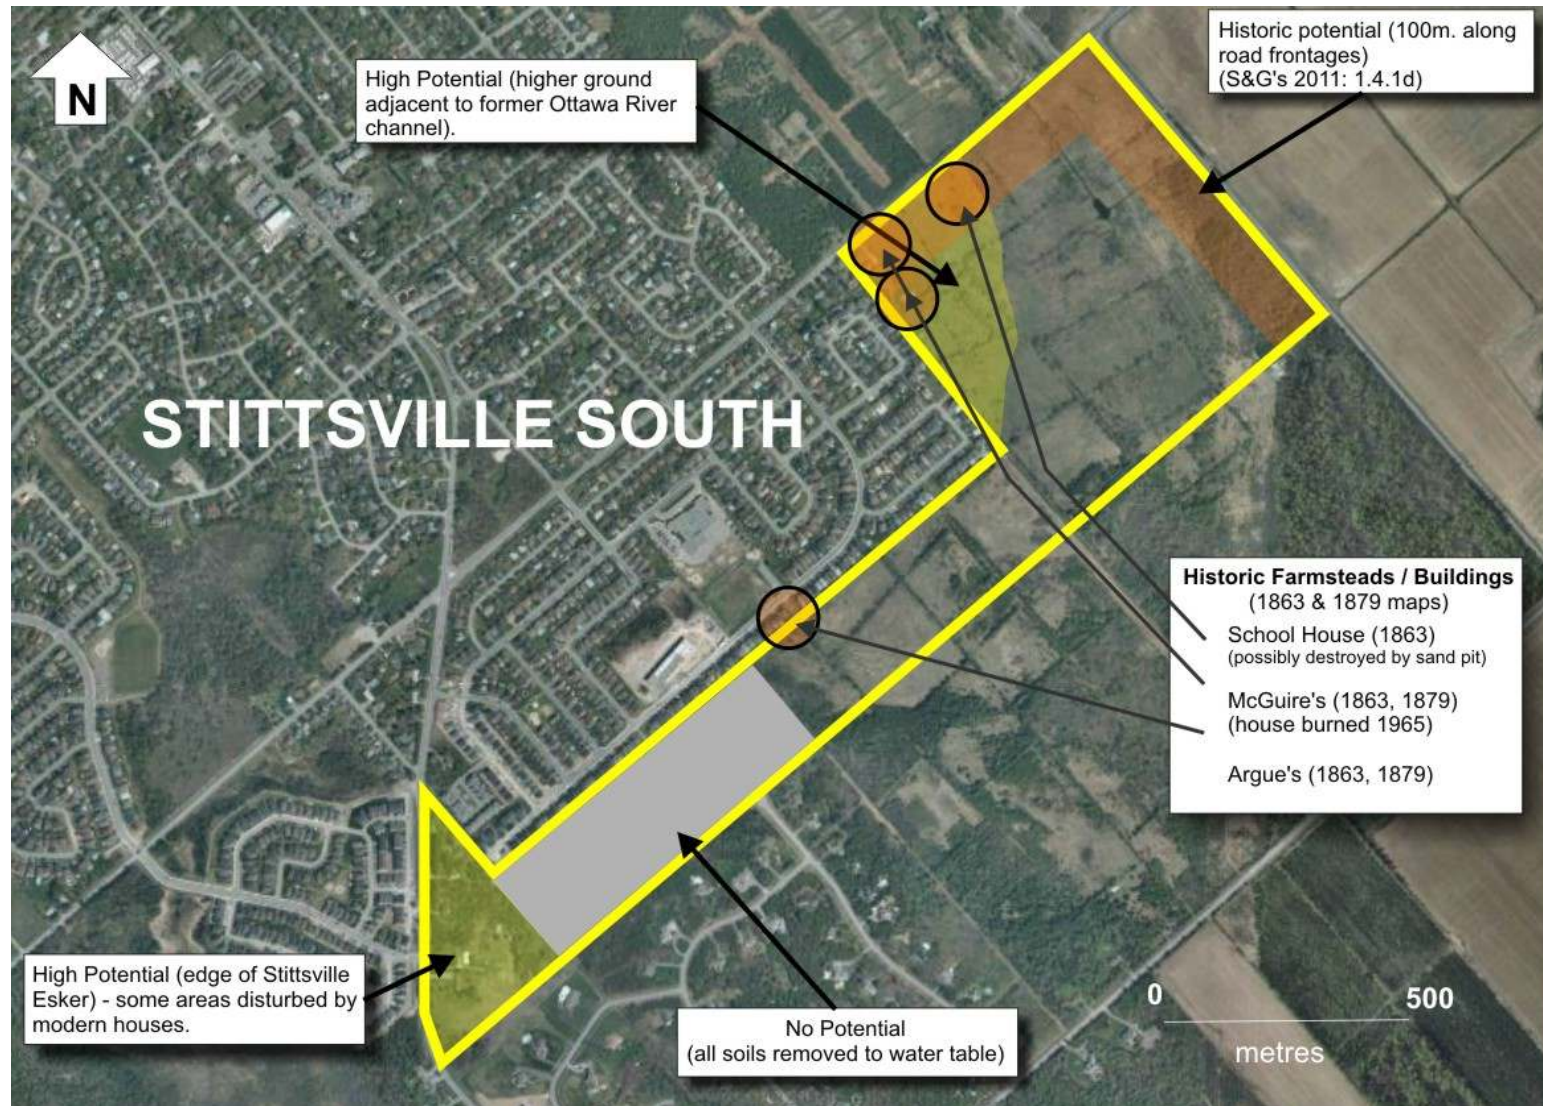 N
High Potential (higher ground
adjacent to former Ottawa River
channel).
Historic potential (100m. along
road frontages)
(S&G's 2011: 1.4.1d)
STITTSVILLE SOUTH
Historic Farmsteads / Buildings
(1863 & 1879 maps)
School House (1863)
(possibly destroyed by sand pit)
McGuire's (1863, 1879)
(house burned 1965)
Argue's (1863, 1879)
High Potential (edge of Stittsville
Esker) - some areas disturbed by
modern houses.
No Potential
(all soils removed to water table)
0
500
metres